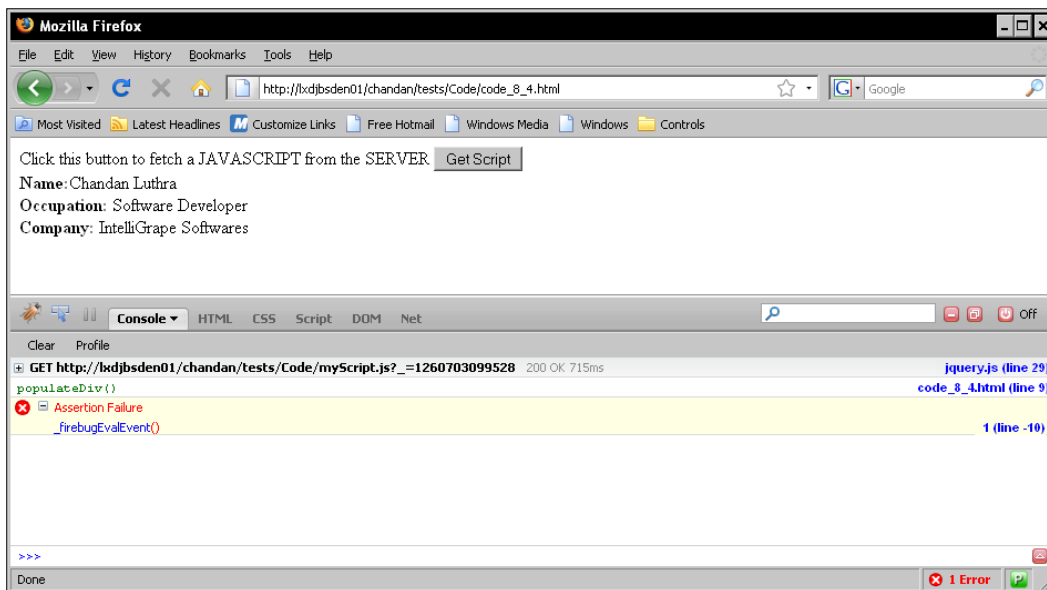 Mozilla Firefox
File Edit View History Bookmarks Tools Help
http://lxdjbsden01/chandan/tests/Code/code_8_4.html
G Google
Most Visited Latest Headlines Customize Links Free Hotmail Windows Media Windows Controls
Click this button to fetch a JAVASCRIPT from the SERVER Get Script
Name:Chandan Luthra
Occupation: Software Developer
Company: IntelliGrape Softwares
Console HTML CSS Script DOM Net Off
Clear Profile
GET http://lxdjbsden01/chandan/tests/Code/myScript.js?_=1260703099528 200 OK 715ms jquery.js (line 29)
populateDiv() code_8_4.html (line 9)
Assertion Failure
_firebugEvalEvent() 1 (line -10)
>>>
Done 1 Error